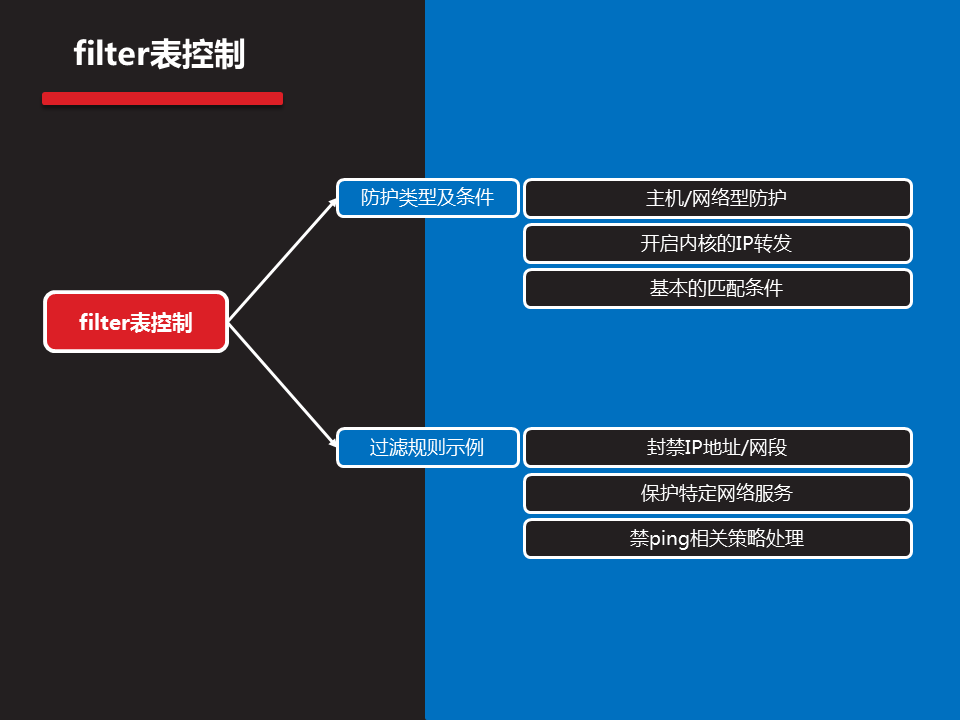 filter表控制
防护类型及条件
主机/网络型防护
开启内核的IP转发
基本的匹配条件
filter表控制
过滤规则示例
封禁IP地址/网段
保护特定网络服务
禁ping相关策略处理